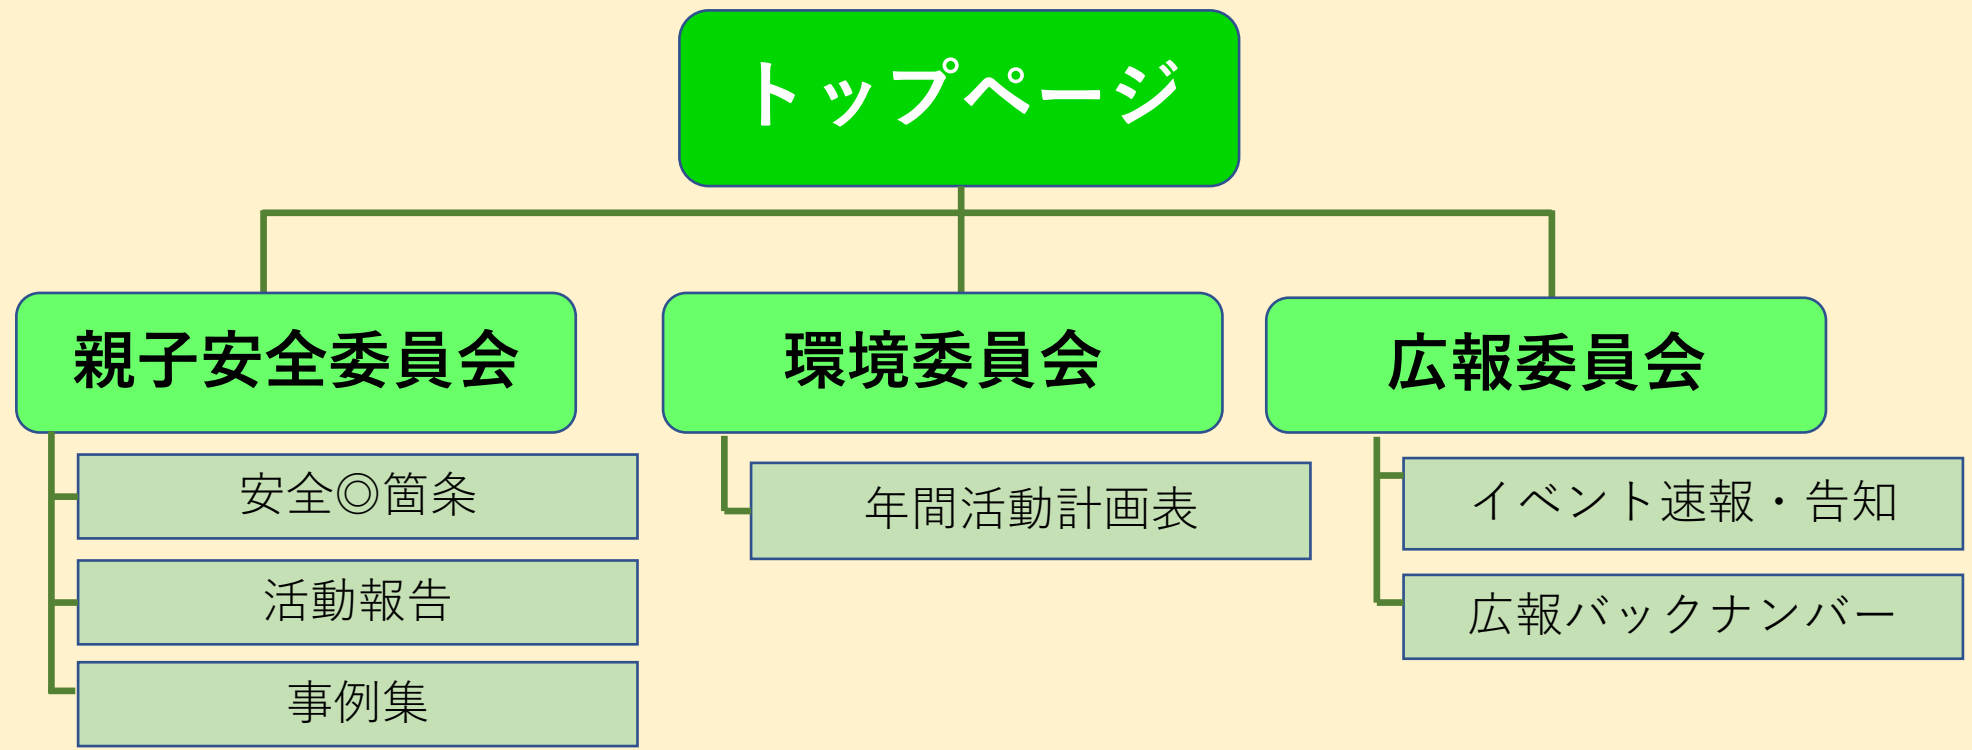 トップページ
親子安全委員会
安全◎箇条
活動報告
事例集
環境委員会
年間活動計画表
広報委員会
イベント速報・告知
広報バックナンバー